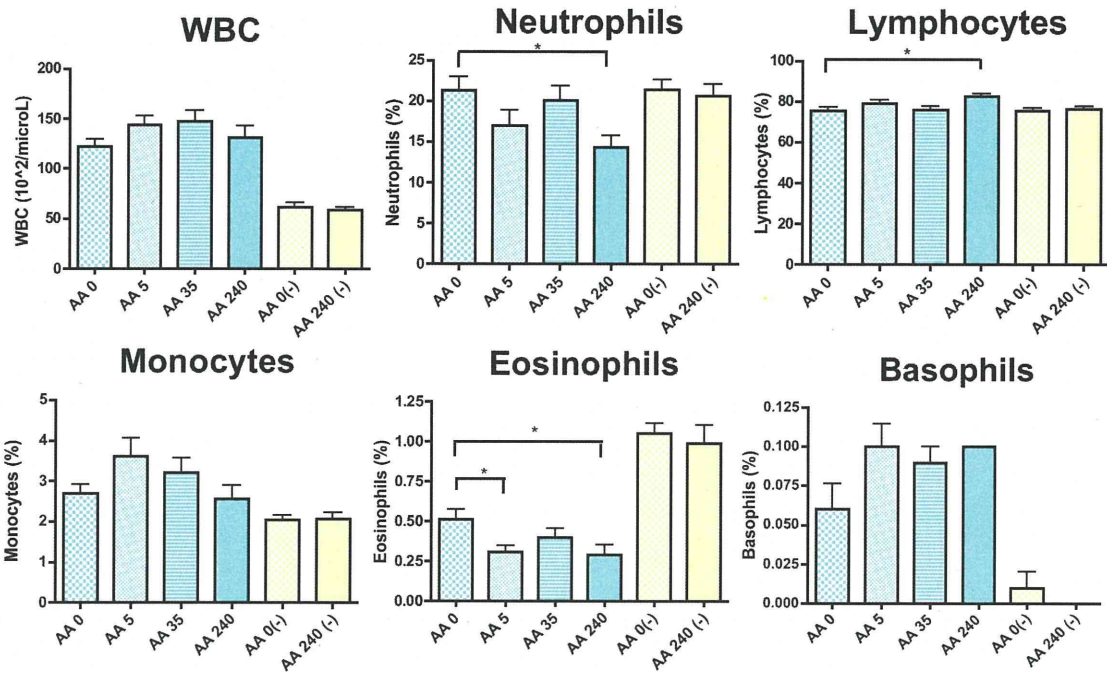 WBC
WBC (10^2/microL)
200
150
100
50
0
AA 0
AA 5
AA 35
AA 240
AA 0(-)
AA 240 (-)
Neutrophils
*
Neutrophils (%)
25
20
15
10
5
0
AA 0
AA 5
AA 35
AA 240
AA 0(-)
AA 240 (-)
Lymphocytes
*
Lymphocytes (%)
100
80
60
40
20
0
AA 0
AA 5
AA 35
AA 240
AA 0(-)
AA 240 (-)
Monocytes
Monocytes (%)
5
4
3
2
1
0
AA 0
AA 5
AA 35
AA 240
AA 0(-)
AA 240 (-)
Eosinophils
*
*
Eosinophils (%)
1.25
1.00
0.75
0.50
0.25
0.00
AA 0
AA 5
AA 35
AA 240
AA 0(-)
AA 240 (-)
Basophils
Basophils (%)
0.125
0.100
0.075
0.050
0.025
0.000
AA 0
AA 5
AA 35
AA 240
AA 0(-)
AA 240 (-)